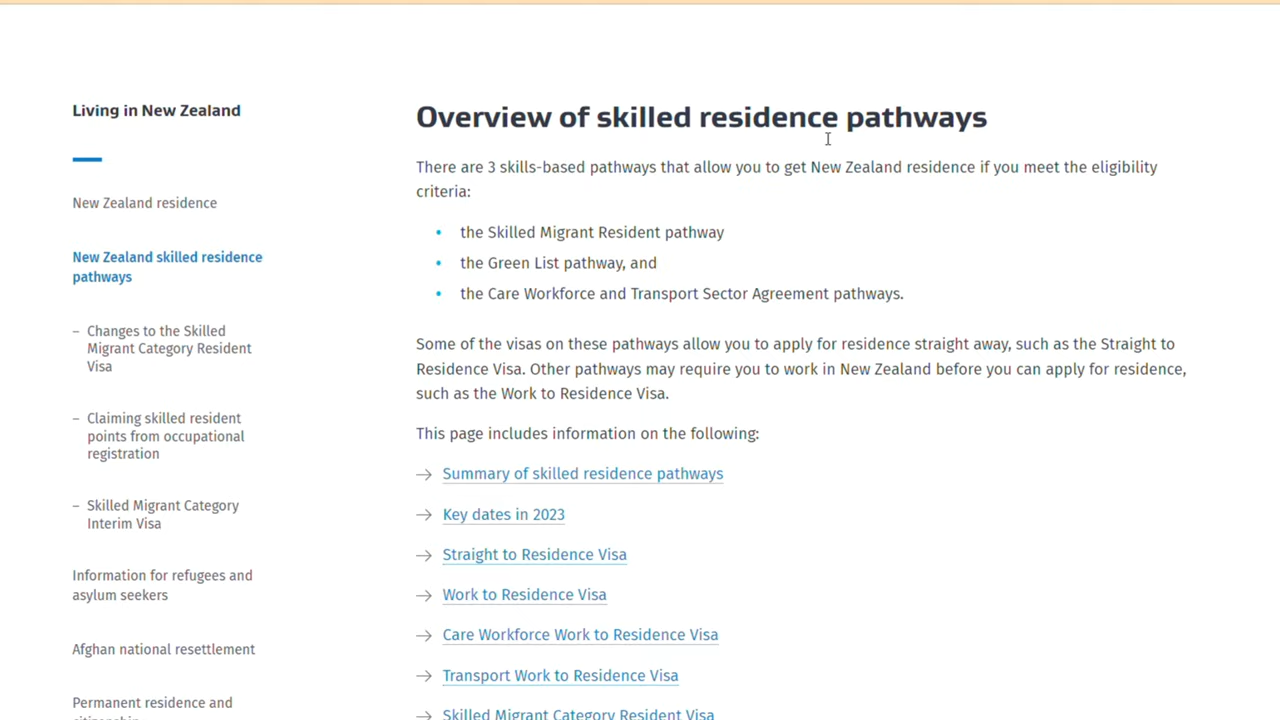 Living in New Zealand
New Zealand residence
New Zealand skilled residence
pathways
– Changes to the Skilled
Migrant Category Resident
Visa
– Claiming skilled resident
points from occupational
registration
– Skilled Migrant Category
Interim Visa
Information for refugees and
asylum seekers
Afghan national resettlement
Permanent residence and
citizenship
Overview of skilled residence pathways
There are 3 skills-based pathways that allow you to get New Zealand residence if you meet the eligibility
criteria:
• the Skilled Migrant Resident pathway
• the Green List pathway, and
• the Care Workforce and Transport Sector Agreement pathways.
Some of the visas on these pathways allow you to apply for residence straight away, such as the Straight to
Residence Visa. Other pathways may require you to work in New Zealand before you can apply for residence,
such as the Work to Residence Visa.
This page includes information on the following:
→ Summary of skilled residence pathways
→ Key dates in 2023
→ Straight to Residence Visa
→ Work to Residence Visa
→ Care Workforce Work to Residence Visa
→ Transport Work to Residence Visa
→ Skilled Migrant Category Resident Visa